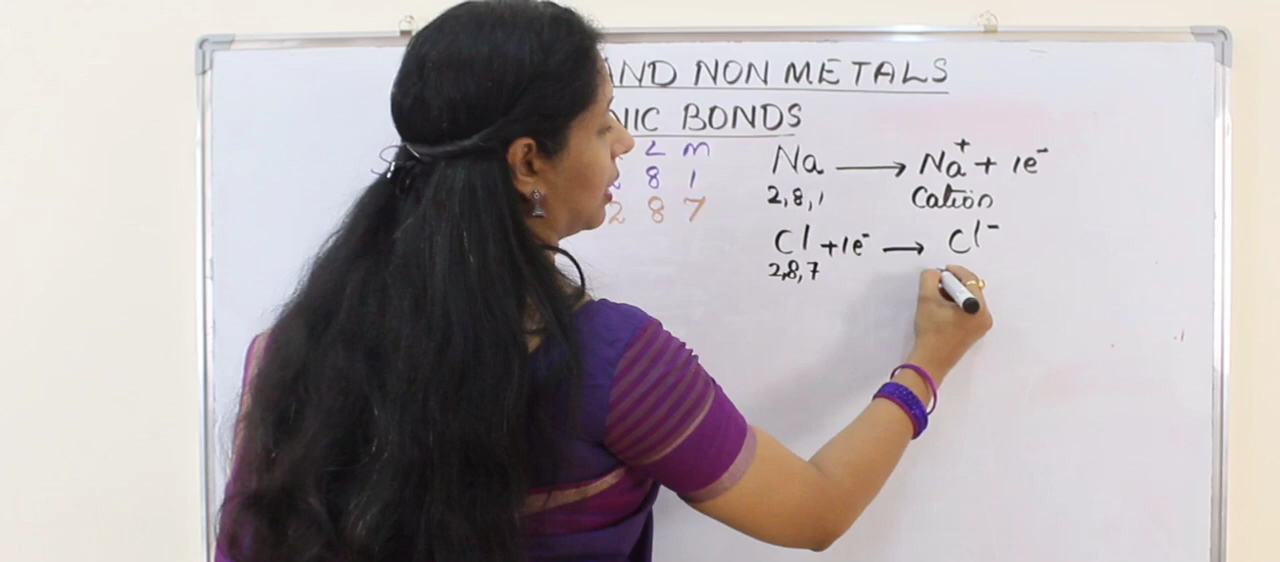 AND NON METALS
NIC BONDS
L M
8 1
2 8 7
Na ⟶ Na⁺ + 1e⁻
2,8,1 Cation
Cl + 1e⁻ ⟶ Cl⁻
2,8,7